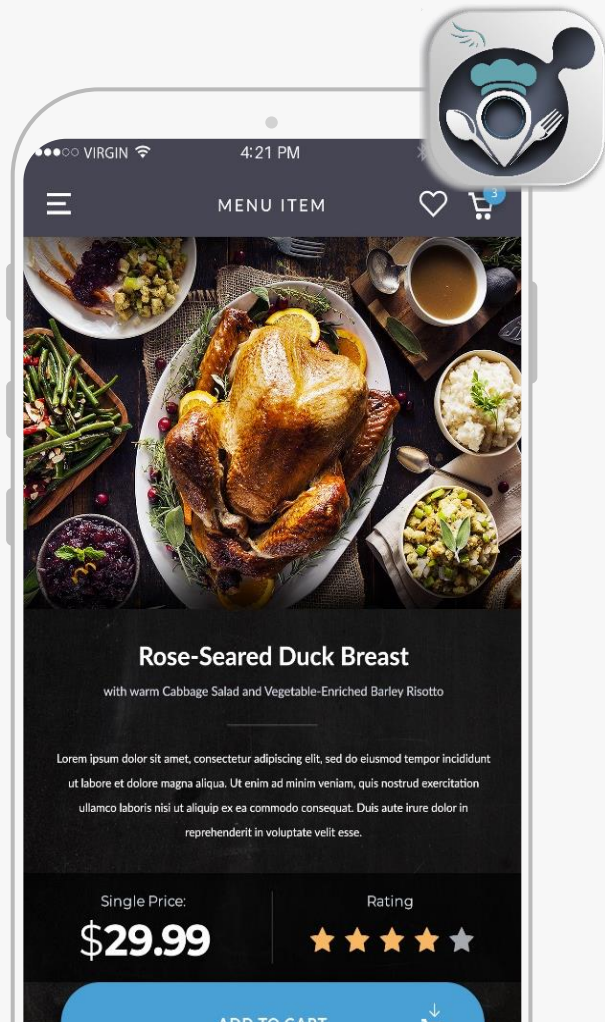 VIRGIN 4:21 PM
MENU ITEM 3
Rose-Seared Duck Breast
with warm Cabbage Salad and Vegetable-Enriched Barley Risotto
Lorem ipsum dolor sit amet, consectetur adipiscing elit, sed do eiusmod tempor incididunt
ut labore et dolore magna aliqua. Ut enim ad minim veniam, quis nostrud exercitation
ullamco laboris nisi ut aliquip ex ea commodo consequat. Duis aute irure dolor in
reprehenderit in voluptate velit esse.
Single Price: Rating
$29.99
ADD TO CART